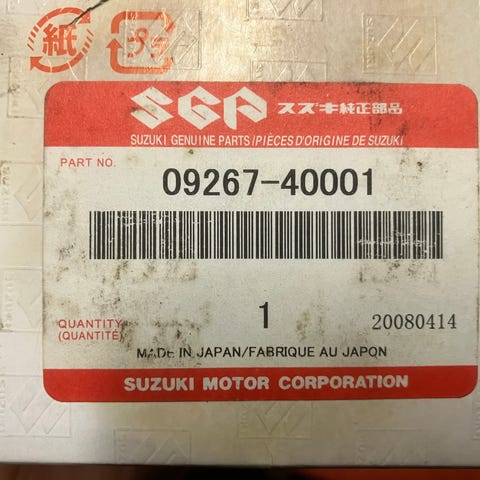 紙 プラ
SGP スズキ純正部品
SUZUKI GENUINE PARTS/PIÈCES D'ORIGINE DE SUZUKI
PART NO.
09267-40001
QUANTITY
(QUANTITÉ)
1
20080414
MADE IN JAPAN/FABRIQUE AU JAPON
SUZUKI MOTOR CORPORATION